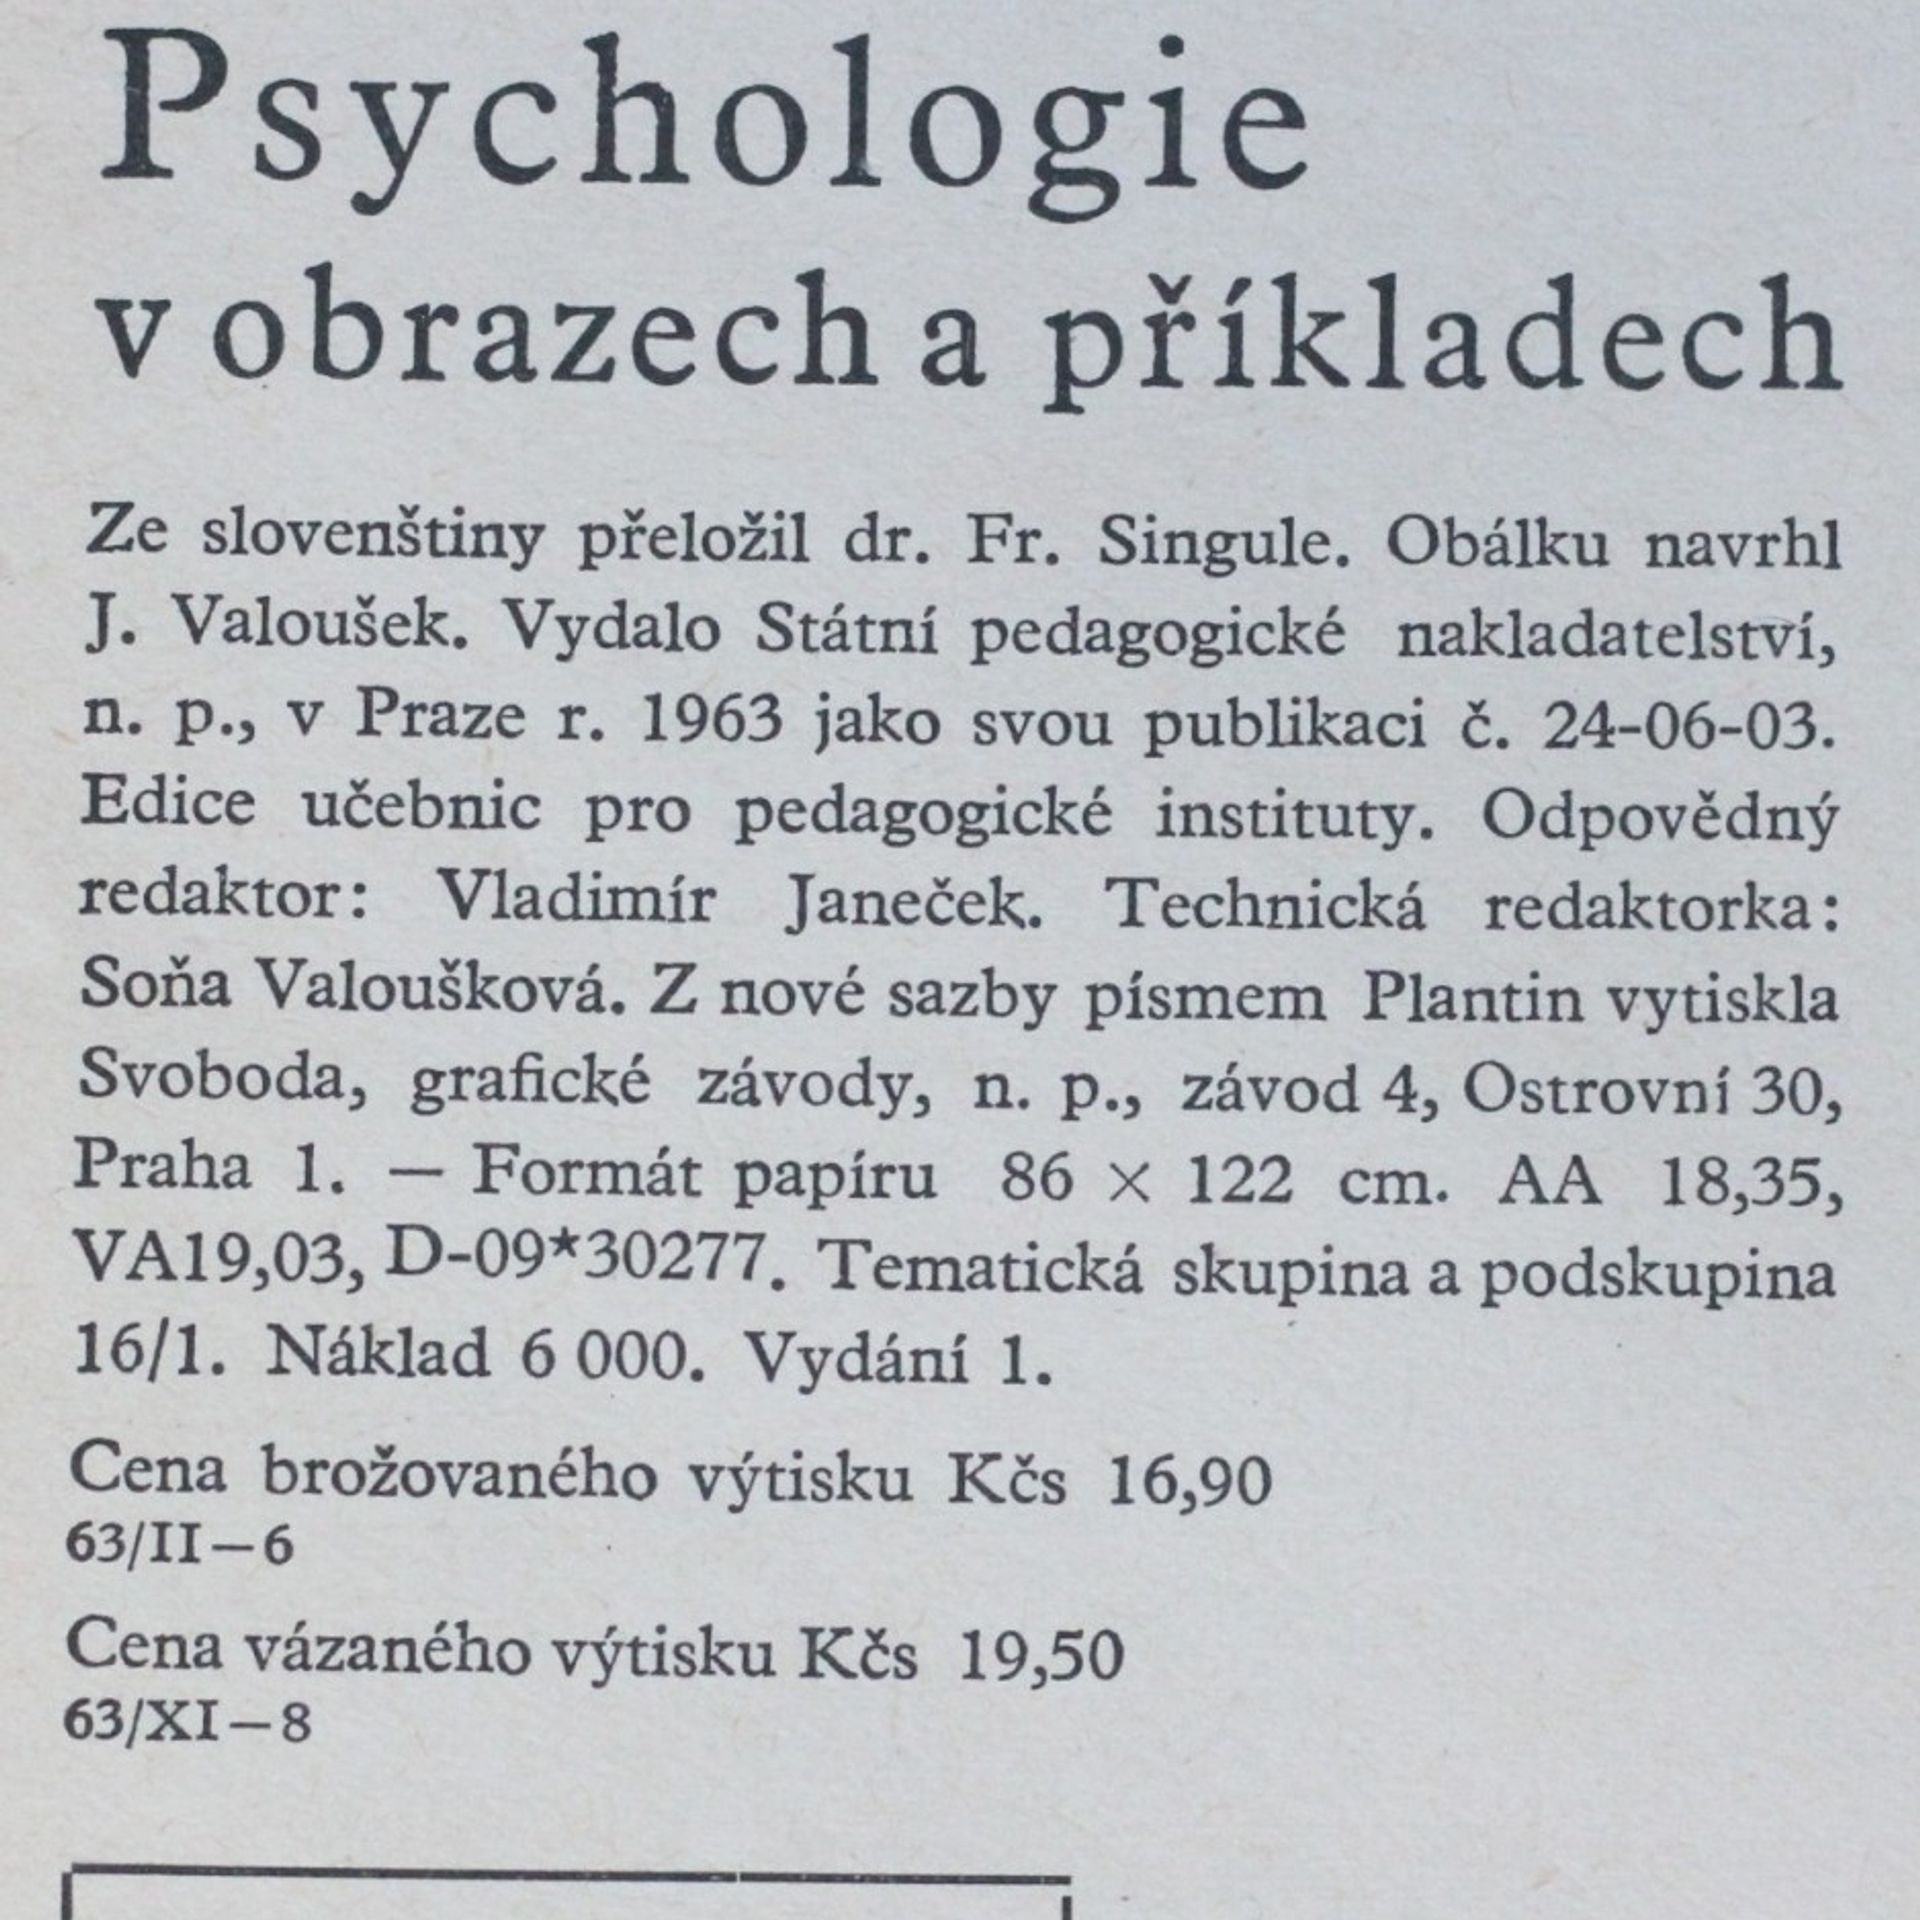 Psychologie
v obrazech a příkladech
Ze slovenštiny přeložil dr. Fr. Singule. Obálku navrhl
J. Valoušek. Vydalo Státní pedagogické nakladatelství,
n. p., v Praze r. 1963 jako svou publikaci č. 24-06-03.
Edice učebnic pro pedagogické instituty. Odpovědný
redaktor: Vladimír Janeček. Technická redaktorka:
Soňa Valoušková. Z nové sazby písmem Plantin vytiskla
Svoboda, grafické závody, n. p., závod 4, Ostrovní 30,
Praha 1. — Formát papíru 86 × 122 cm. AA 18,35,
VA19,03, D-09*30277. Tematická skupina a podskupina
16/1. Náklad 6 000. Vydání 1.
Cena brožovaného výtisku Kčs 16,90
63/II—6
Cena vázaného výtisku Kčs 19,50
63/XI—8